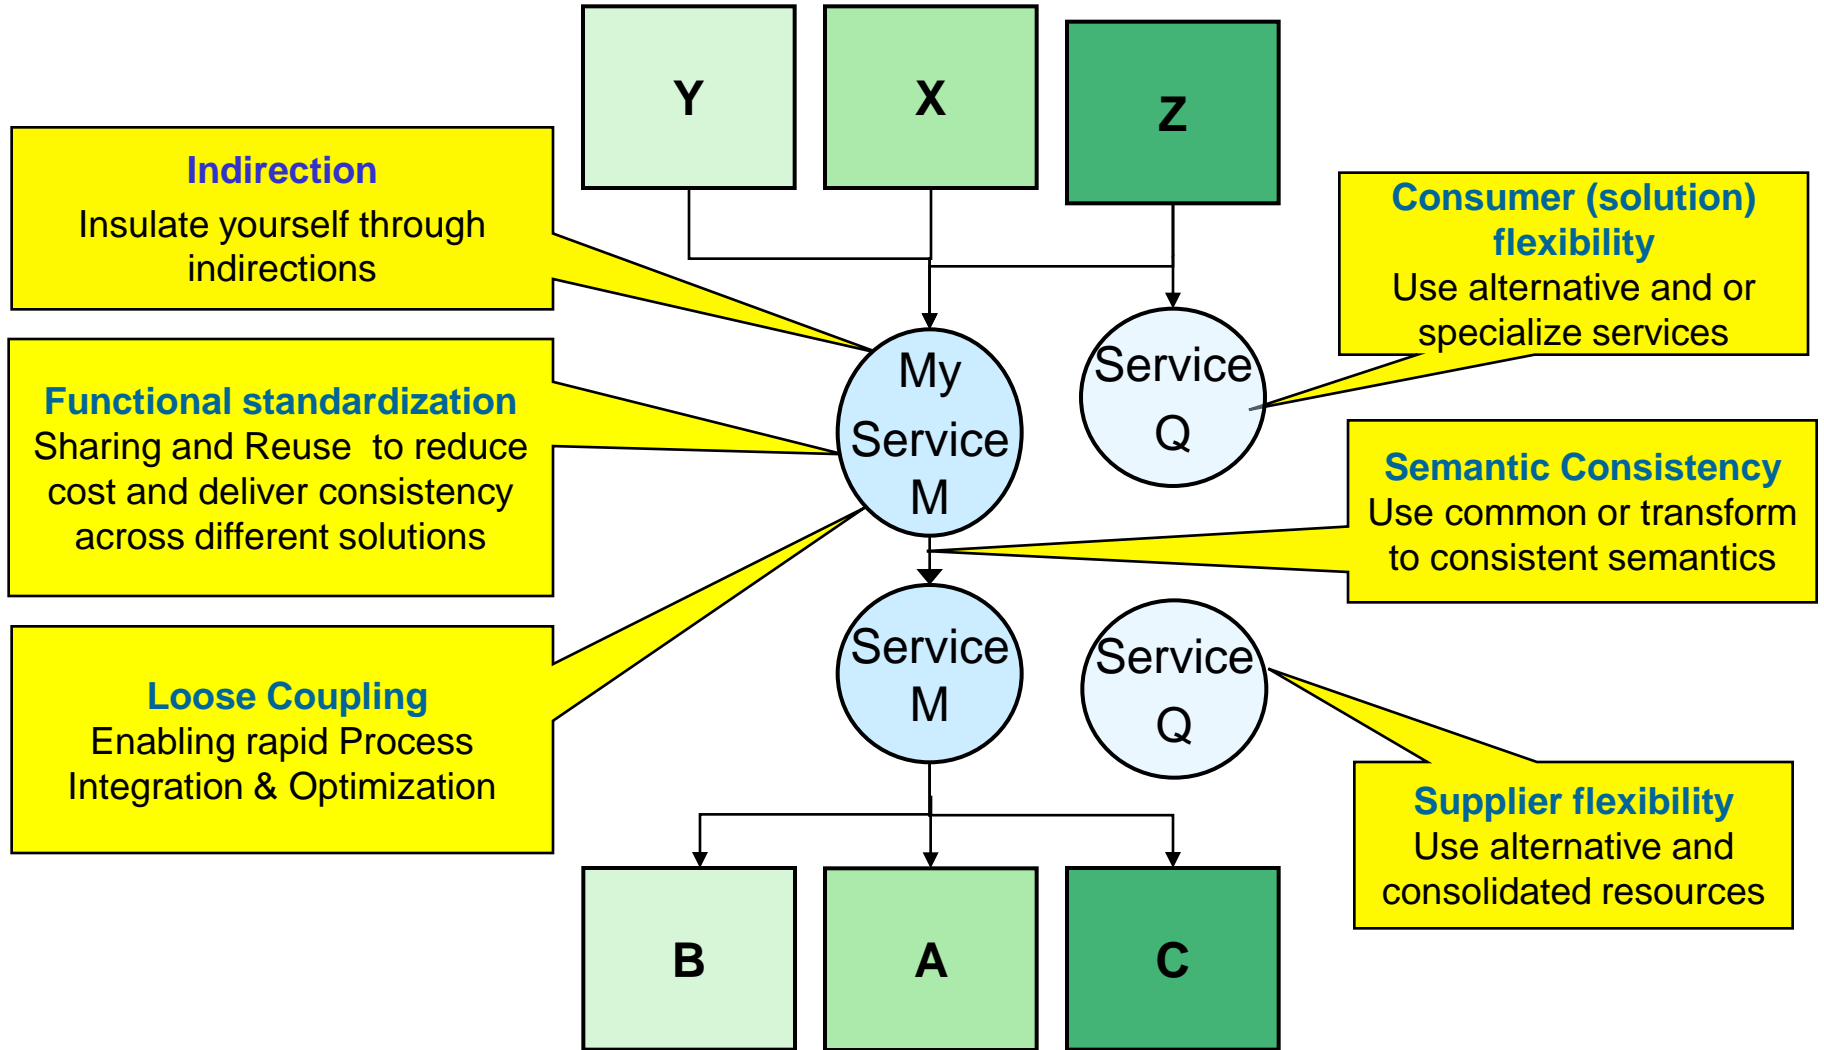 Y
X
Z
Indirection
Insulate yourself through
indirections
Consumer (solution)
flexibility
Use alternative and or
specialize services
My
Service
M
Service
Q
Functional standardization
Sharing and Reuse to reduce
cost and deliver consistency
across different solutions
Semantic Consistency
Use common or transform
to consistent semantics
Loose Coupling
Enabling rapid Process
Integration & Optimization
Service
M
Service
Q
Supplier flexibility
Use alternative and
consolidated resources
B
A
C